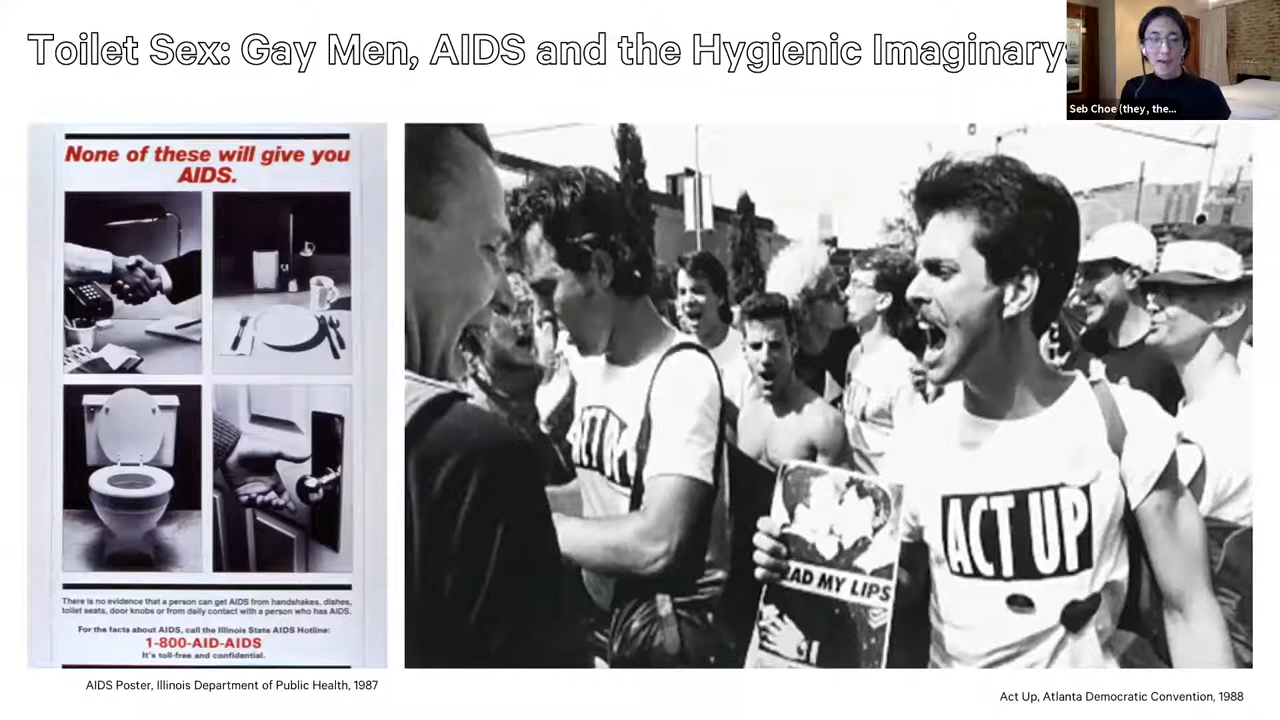 Toilet Sex: Gay Men, AIDS and the Hygienic Imaginary
Seb Choe (they, the...
None of these will give you
AIDS.
ACT UP
READ MY LIPS
There is no evidence that a person can get AIDS from handshakes, dishes,
toilet seats, door knobs or from daily contact with a person who has AIDS.
For the facts about AIDS, call the Illinois State AIDS Hotline:
1-800-AID-AIDS
It's toll-free and confidential.
AIDS Poster, Illinois Department of Public Health, 1987
Act Up, Atlanta Democratic Convention, 1988